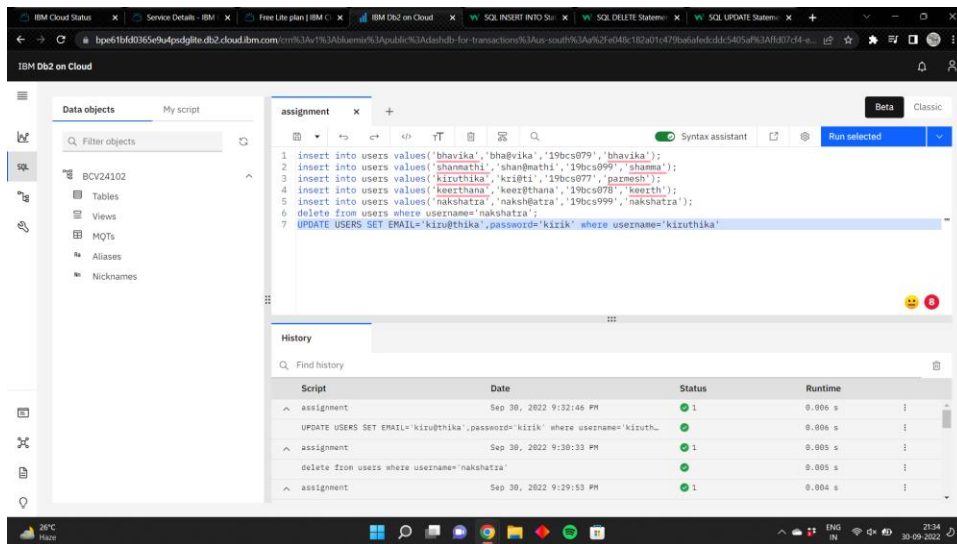 IBM Cloud Status
Service Details - IBM
Free Lite plan | IBM C
IBM Db2 on Cloud
SQL INSERT INTO Sta
SQL DELETE Stateme
SQL UPDATE Stateme
IBM Db2 on Cloud
Data objects My script
Filter objects
BCV24102
Tables
Views
MQTs
Aliases
Nicknames
SQL
assignment
Beta Classic
Syntax assistant
Run selected
1 insert into users values('bhavika','bha@vika','19bcs079','bhavika');
2 insert into users values('shanmathi','shan@mathi','19bcs099','shanma');
3 insert into users values('kiruthika','kri@ti','19bcs077','parmesh');
4 insert into users values('keerthana','keer@thana','19bcs078','keerth');
5 insert into users values('nakshatra','naksh@atra','19bcs999','nakshatra');
6 delete from users where username='nakshatra';
7 UPDATE USERS SET EMAIL='kiru@thika',password='kirik' where username='kiruthika'
8
History
Find history
Script Date Status Runtime
assignment Sep 30, 2022 9:32:46 PM 1 0.006 s
UPDATE USERS SET EMAIL='kiru@thika',password='kirik' where username='kiruth... 0.006 s
assignment Sep 30, 2022 9:30:33 PM 1 0.005 s
delete from users where username='nakshatra' 0.005 s
assignment Sep 30, 2022 9:29:53 PM 1 0.004 s
26°C
Haze
ENG
IN
21:34
30-09-2022